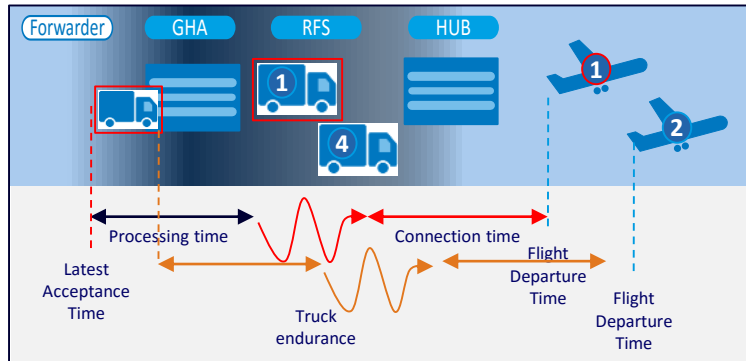 Forwarder
GHA
RFS
HUB
1
1
4
2
Processing time
Connection time
Latest
Acceptance
Time
Truck
endurance
Flight
Departure
Time
Flight
Departure
Time